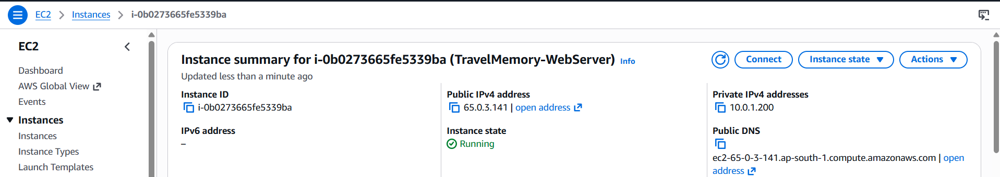 EC2 > Instances > i-0b0273665fe5339ba
EC2
Dashboard
AWS Global View
Events
Instances
Instances
Instance Types
Launch Templates
Instance summary for i-0b0273665fe5339ba (TravelMemory-WebServer) Info
Connect
Instance state
Actions
Updated less than a minute ago
Instance ID
i-0b0273665fe5339ba
Public IPv4 address
65.0.3.141 | open address
Private IPv4 addresses
10.0.1.200
IPv6 address
–
Instance state
Running
Public DNS
ec2-65-0-3-141.ap-south-1.compute.amazonaws.com | open
address